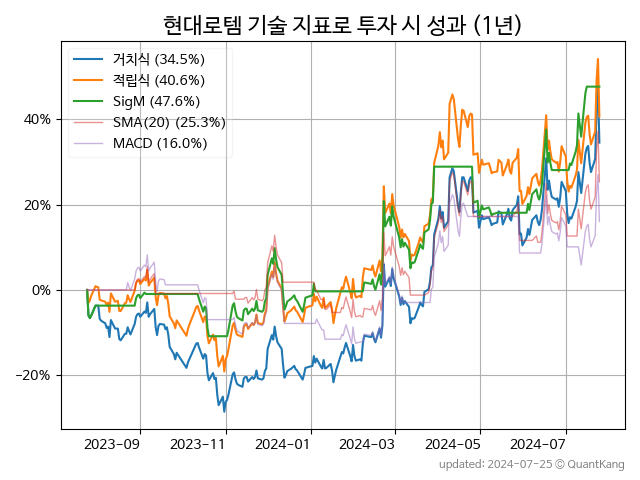 현대로템 기술 지표로 투자 시 성과 (1년)
거치식 (34.5%)
적립식 (40.6%)
SigM (47.6%)
SMA(20) (25.3%)
MACD (16.0%)
40%
20%
0%
−20%
2023-09 2023-11 2024-01 2024-03 2024-05 2024-07
updated: 2024-07-25 ⓒ QuantKang